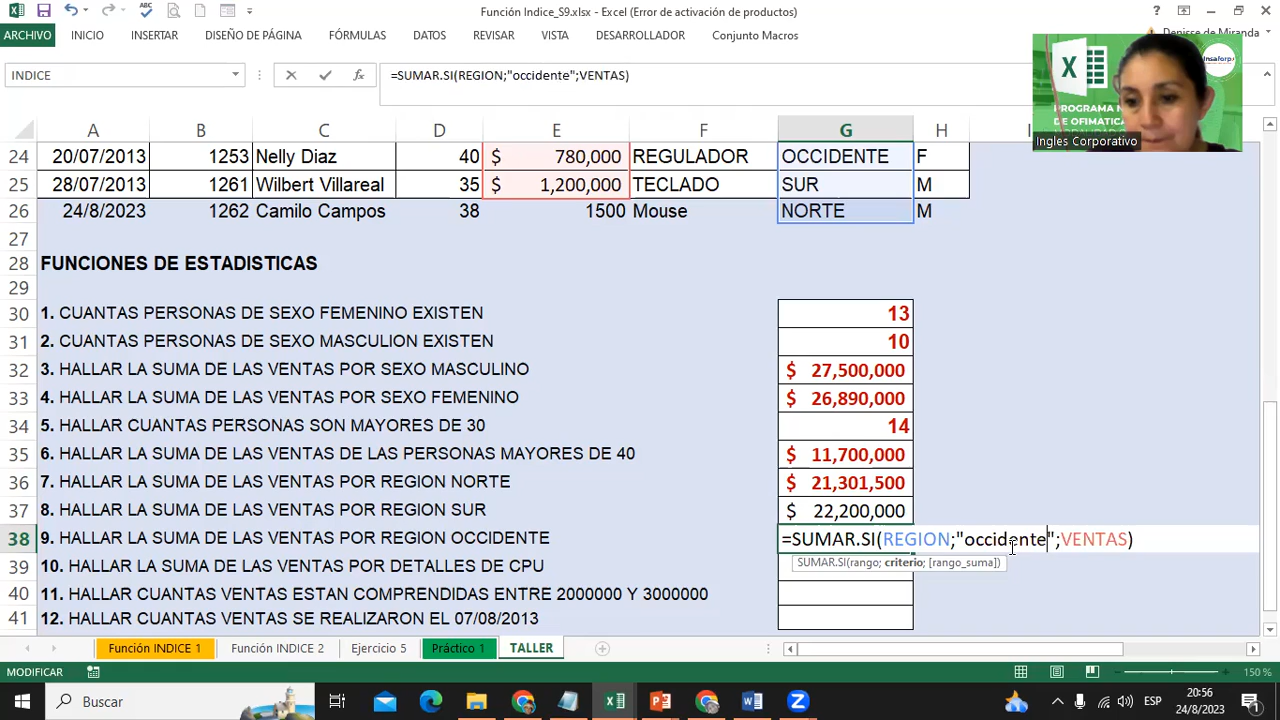 Función Indice_S9.xlsx - Excel (Error de activación de productos)
ARCHIVO INICIO INSERTAR DISEÑO DE PÁGINA FÓRMULAS DATOS REVISAR VISTA DESARROLLADOR Conjunto Macros Denisse de Miranda
INDICE =SUMAR.SI(REGION;"occidente";VENTAS)
insaforp
PROGRAMA
DE OFIMATICA
Ingles Corporativo
A B C D E F G H I
24 20/07/2013 1253 Nelly Diaz 40 $ 780,000 REGULADOR OCCIDENTE F
25 28/07/2013 1261 Wilbert Villareal 35 $ 1,200,000 TECLADO SUR M
26 24/8/2023 1262 Camilo Campos 38 1500 Mouse NORTE M
27
28 FUNCIONES DE ESTADISTICAS
29
30 1. CUANTAS PERSONAS DE SEXO FEMENINO EXISTEN 13
31 2. CUANTAS PERSONAS DE SEXO MASCULION EXISTEN 10
32 3. HALLAR LA SUMA DE LAS VENTAS POR SEXO MASCULINO $ 27,500,000
33 4. HALLAR LA SUMA DE LAS VENTAS POR SEXO FEMENINO $ 26,890,000
34 5. HALLAR CUANTAS PERSONAS SON MAYORES DE 30 14
35 6. HALLAR LA SUMA DE LAS VENTAS DE LAS PERSONAS MAYORES DE 40 $ 11,700,000
36 7. HALLAR LA SUMA DE LAS VENTAS POR REGION NORTE $ 21,301,500
37 8. HALLAR LA SUMA DE LAS VENTAS POR REGION SUR $ 22,200,000
38 9. HALLAR LA SUMA DE LAS VENTAS POR REGION OCCIDENTE =SUMAR.SI(REGION;"occidente";VENTAS)
SUMAR.SI(rango; criterio; [rango_suma])
39 10. HALLAR LA SUMA DE LAS VENTAS POR DETALLES DE CPU
40 11. HALLAR CUANTAS VENTAS ESTAN COMPRENDIDAS ENTRE 2000000 Y 3000000
41 12. HALLAR CUANTAS VENTAS SE REALIZARON EL 07/08/2013
Función INDICE 1 Función INDICE 2 Ejercicio 5 Práctico 1 TALLER
MODIFICAR 150 %
Buscar ESP 20:56
24/8/2023